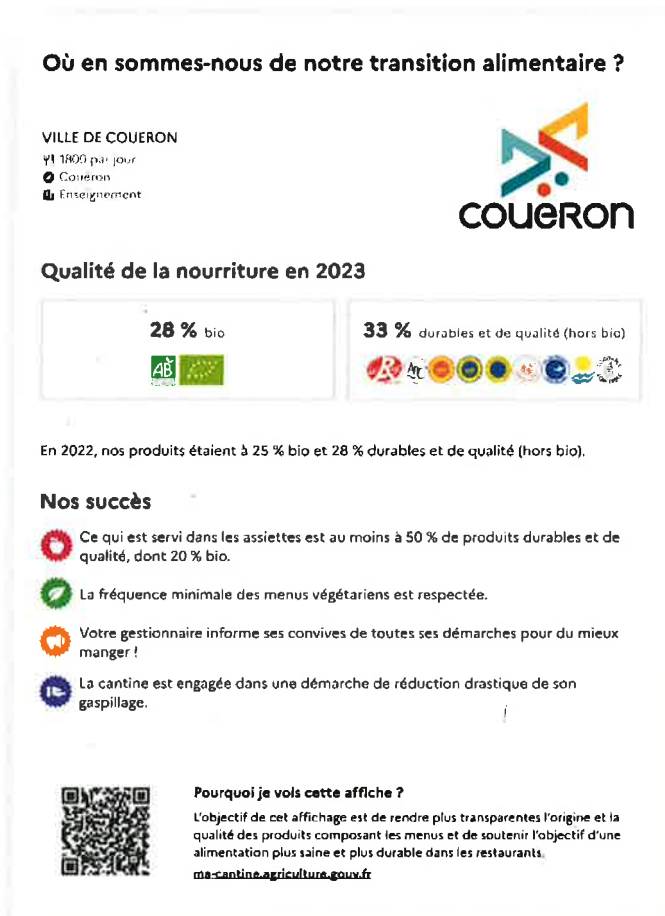 Où en sommes-nous de notre transition alimentaire ?
VILLE DE COUERON
1800 par jour
Couëron
Enseignement
coueRon
Qualité de la nourriture en 2023
28 % bio
33 % durables et de qualité (hors bio)
AB
En 2022, nos produits étaient à 25 % bio et 28 % durables et de qualité (hors bio).
Nos succès
Ce qui est servi dans les assiettes est au moins à 50 % de produits durables et de
qualité, dont 20 % bio.
La fréquence minimale des menus végétariens est respectée.
Votre gestionnaire informe ses convives de toutes ses démarches pour du mieux
manger !
La cantine est engagée dans une démarche de réduction drastique de son
gaspillage.
Pourquoi je vois cette affiche ?
L'objectif de cet affichage est de rendre plus transparentes l'origine et la
qualité des produits composant les menus et de soutenir l'objectif d'une
alimentation plus saine et plus durable dans les restaurants.
ma-cantine.agriculture.gouv.fr